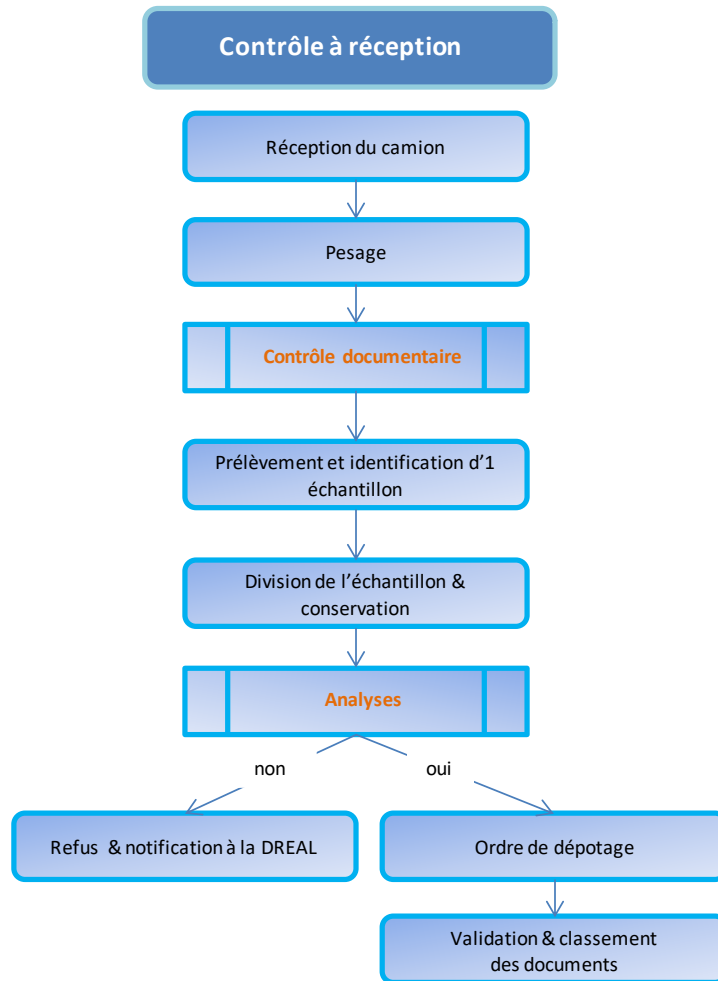 Contrôle à réception
Réception du camion
Pesage
Contrôle documentaire
Prélèvement et identification d’1
échantillon
Division de l’échantillon &
conservation
Analyses
non
oui
Refus & notification à la DREAL
Ordre de dépotage
Validation & classement
des documents